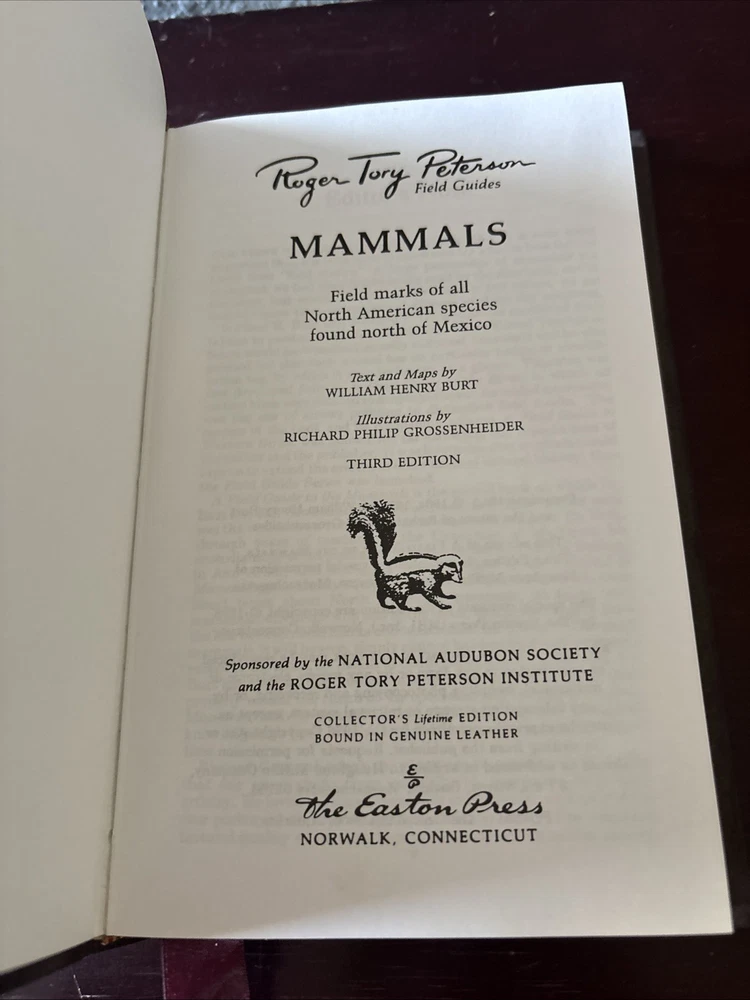 Roger Tory Peterson
Field Guides
MAMMALS
Field marks of all
North American species
found north of Mexico
Text and Maps by
WILLIAM HENRY BURT
Illustrations by
RICHARD PHILIP GROSSENHEIDER
THIRD EDITION
Sponsored by the NATIONAL AUDUBON SOCIETY
and the ROGER TORY PETERSON INSTITUTE
COLLECTOR'S Lifetime EDITION
BOUND IN GENUINE LEATHER
E
P
The Easton Press
NORWALK, CONNECTICUT